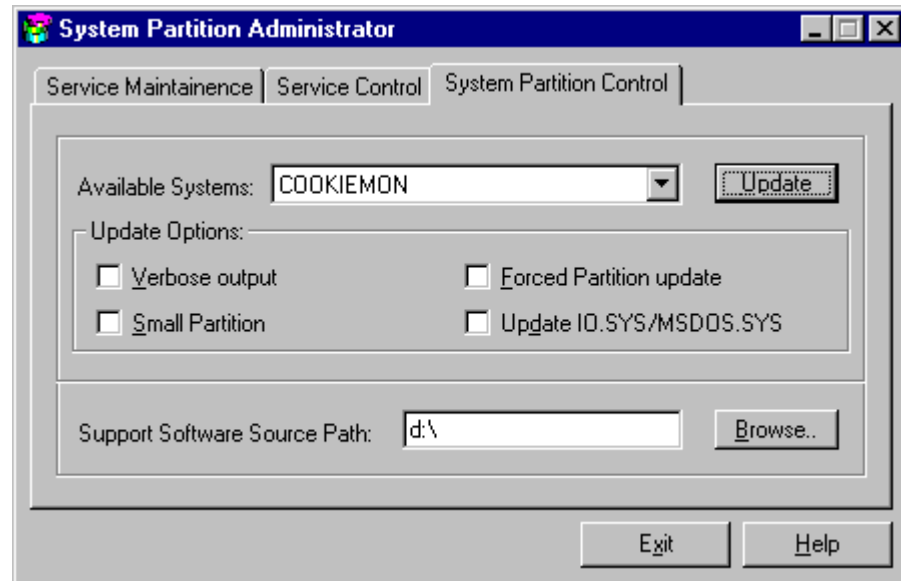 System Partition Administrator
Service Maintainence Service Control System Partition Control
Available Systems: COOKIEMON Update
Update Options:
Verbose output Forced Partition update
Small Partition Update IO.SYS/MSDOS.SYS
Support Software Source Path: d:\ Browse..
Exit Help